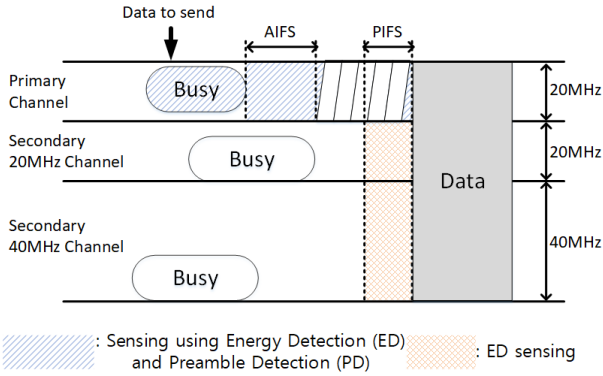 Data to send
AIFS
PIFS
Primary
Channel
Busy
20MHz
Secondary
20MHz Channel
Busy
20MHz
Data
Secondary
40MHz Channel
Busy
40MHz
: Sensing using Energy Detection (ED)
and Preamble Detection (PD)
: ED sensing